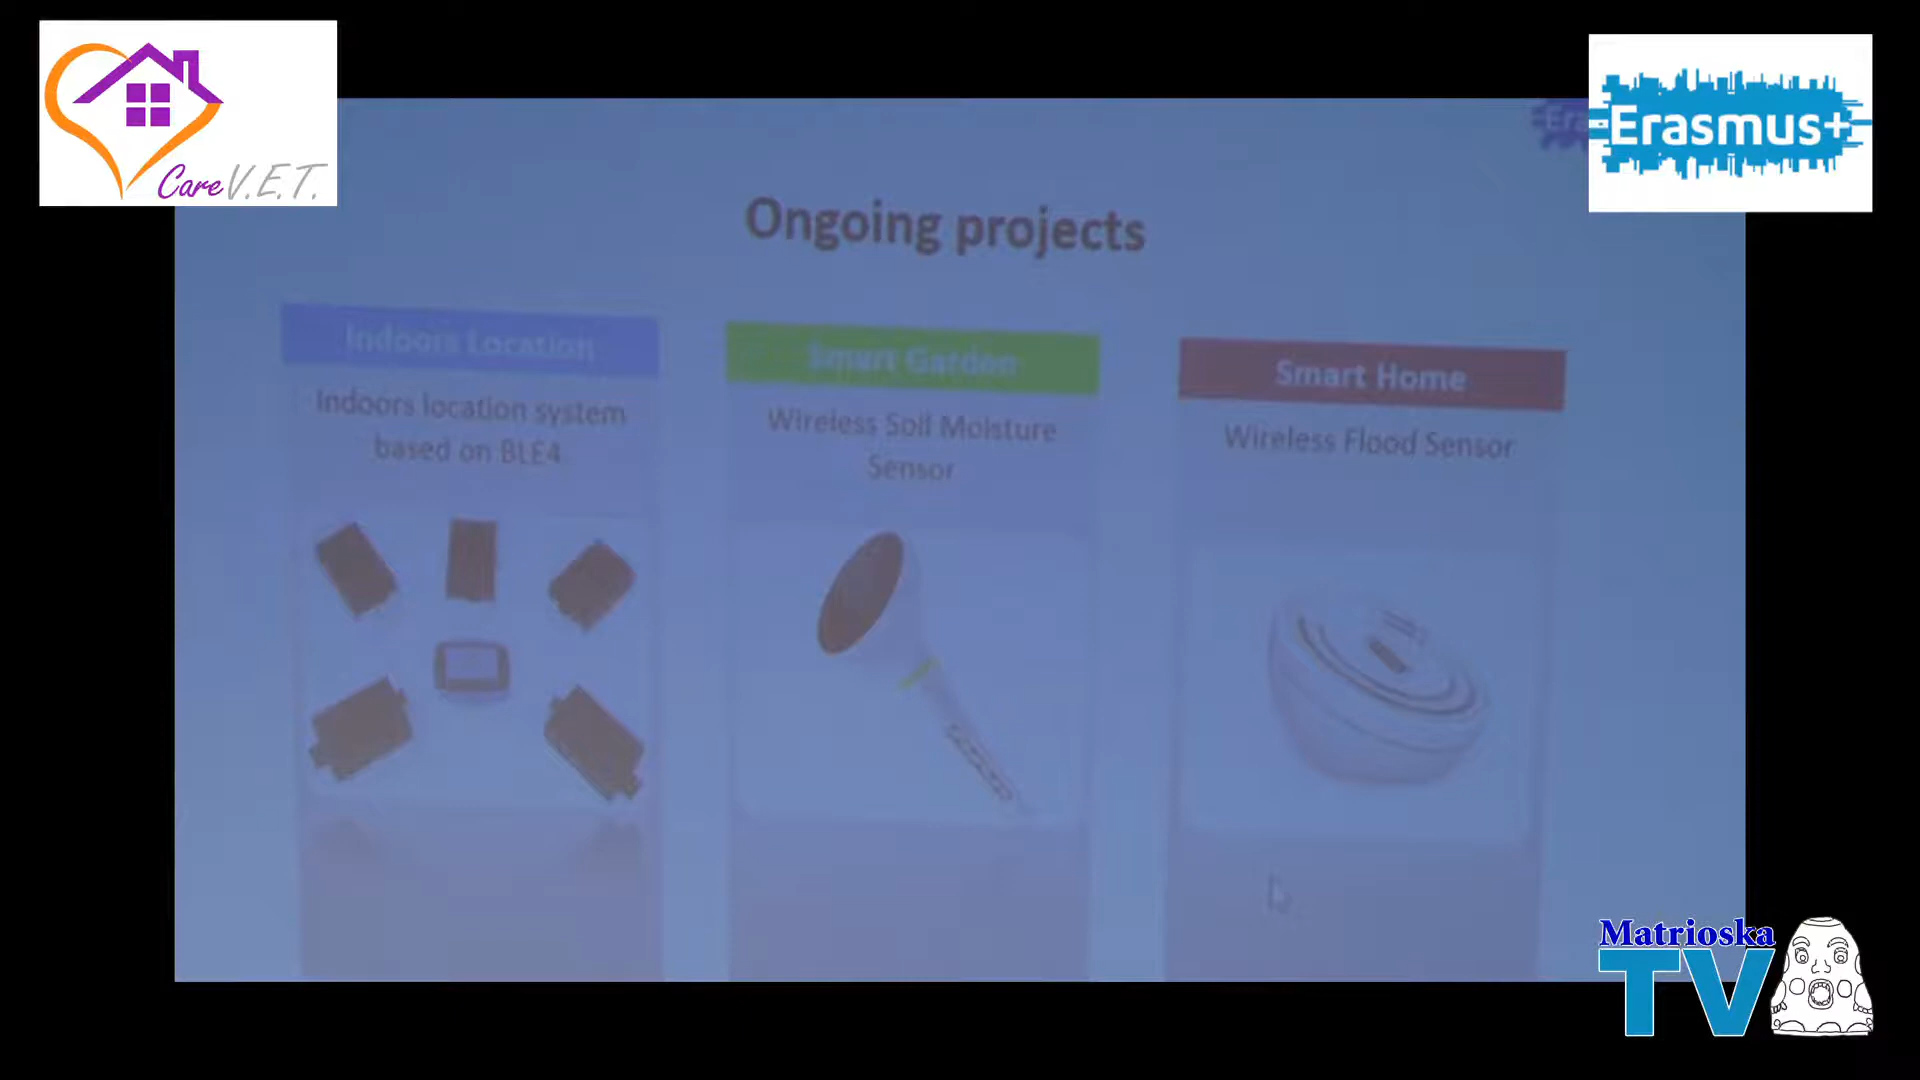 Care V.E.T.
Erasmus+
Ongoing projects
Indoors Location
Indoors location system
based on BLE4
Smart Garden
Wireless Soil Moisture
Sensor
Smart Home
Wireless Flood Sensor
Matrioska
TV